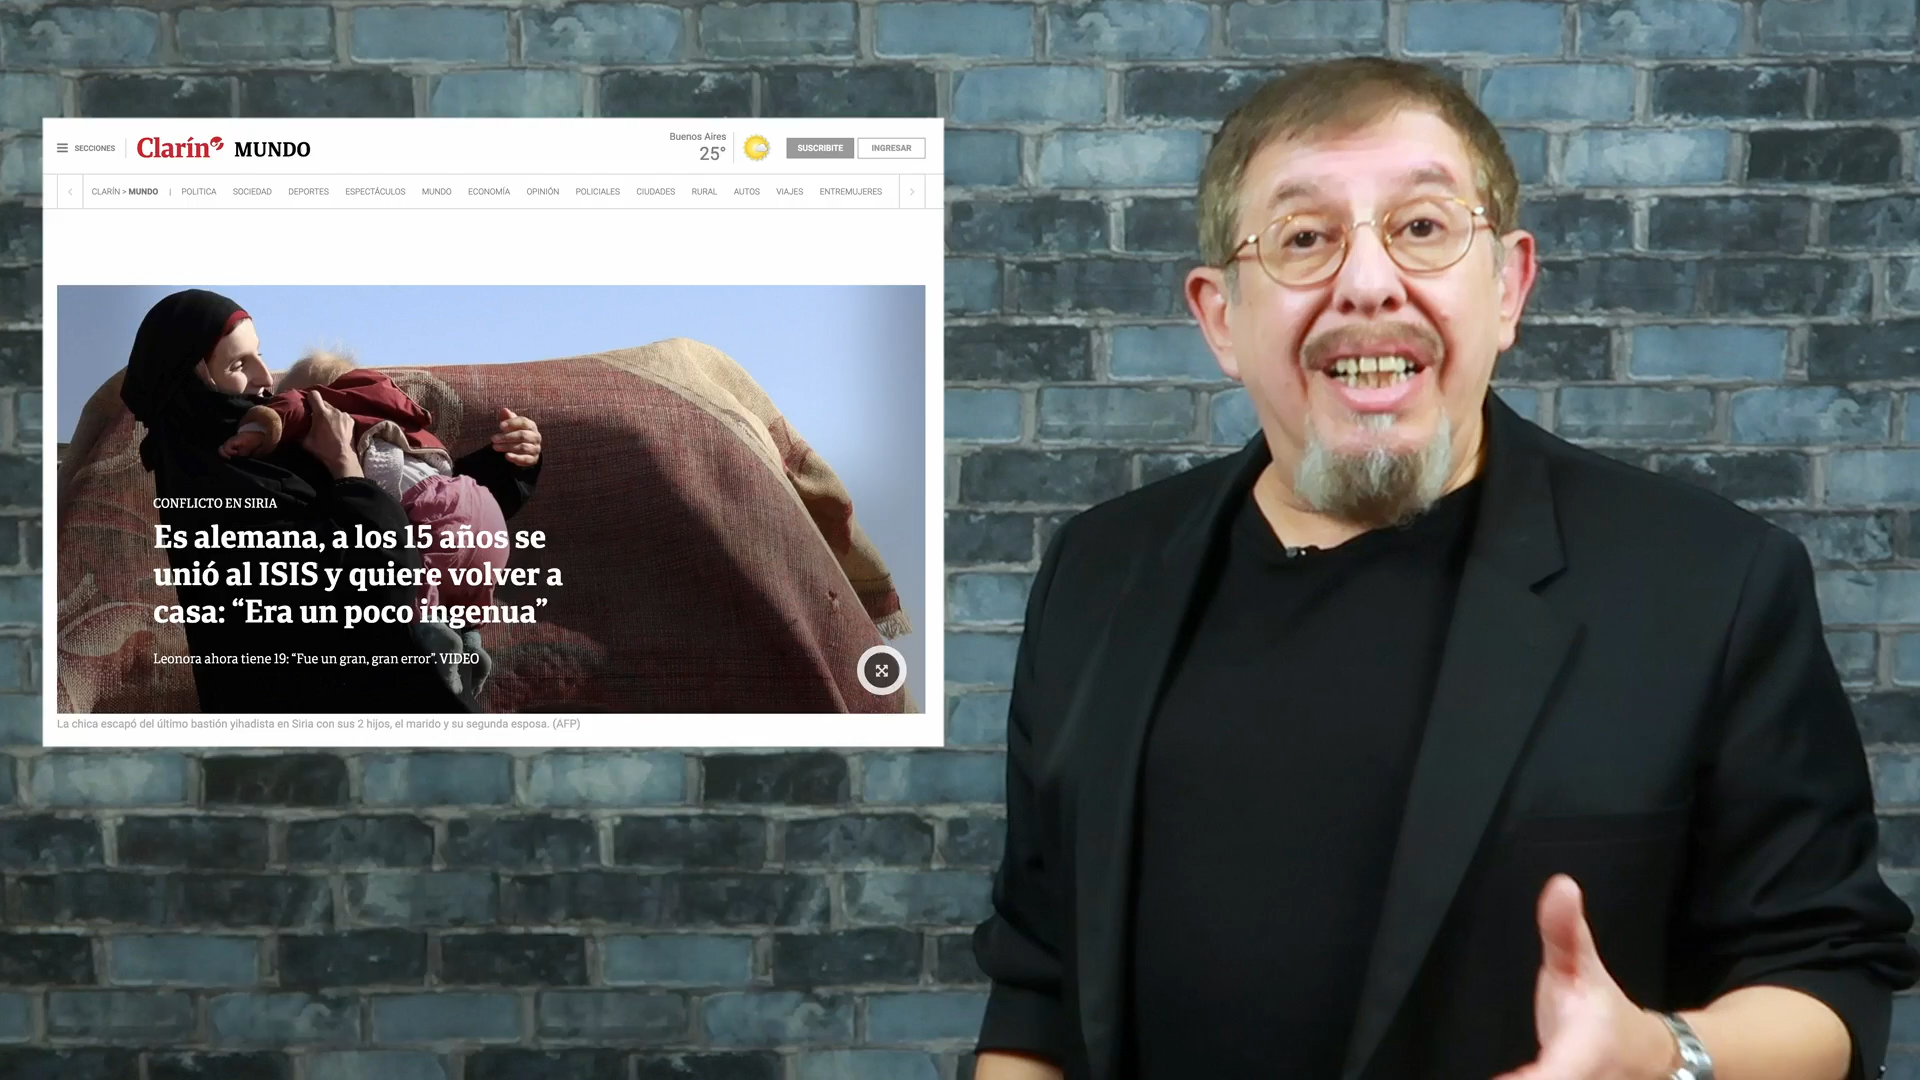 SECCIONES
Clarín MUNDO
Buenos Aires
25°
SUSCRIBITE
INGRESAR
CLARÍN > MUNDO | POLITICA SOCIEDAD DEPORTES ESPECTÁCULOS MUNDO ECONOMÍA OPINIÓN POLICIALES CIUDADES RURAL AUTOS VIAJES ENTREMUJERES
CONFLICTO EN SIRIA
Es alemana, a los 15 años se
unió al ISIS y quiere volver a
casa: “Era un poco ingenua”
Leonora ahora tiene 19: “Fue un gran, gran error”. VIDEO
La chica escapó del último bastión yihadista en Siria con sus 2 hijos, el marido y su segunda esposa. (AFP)